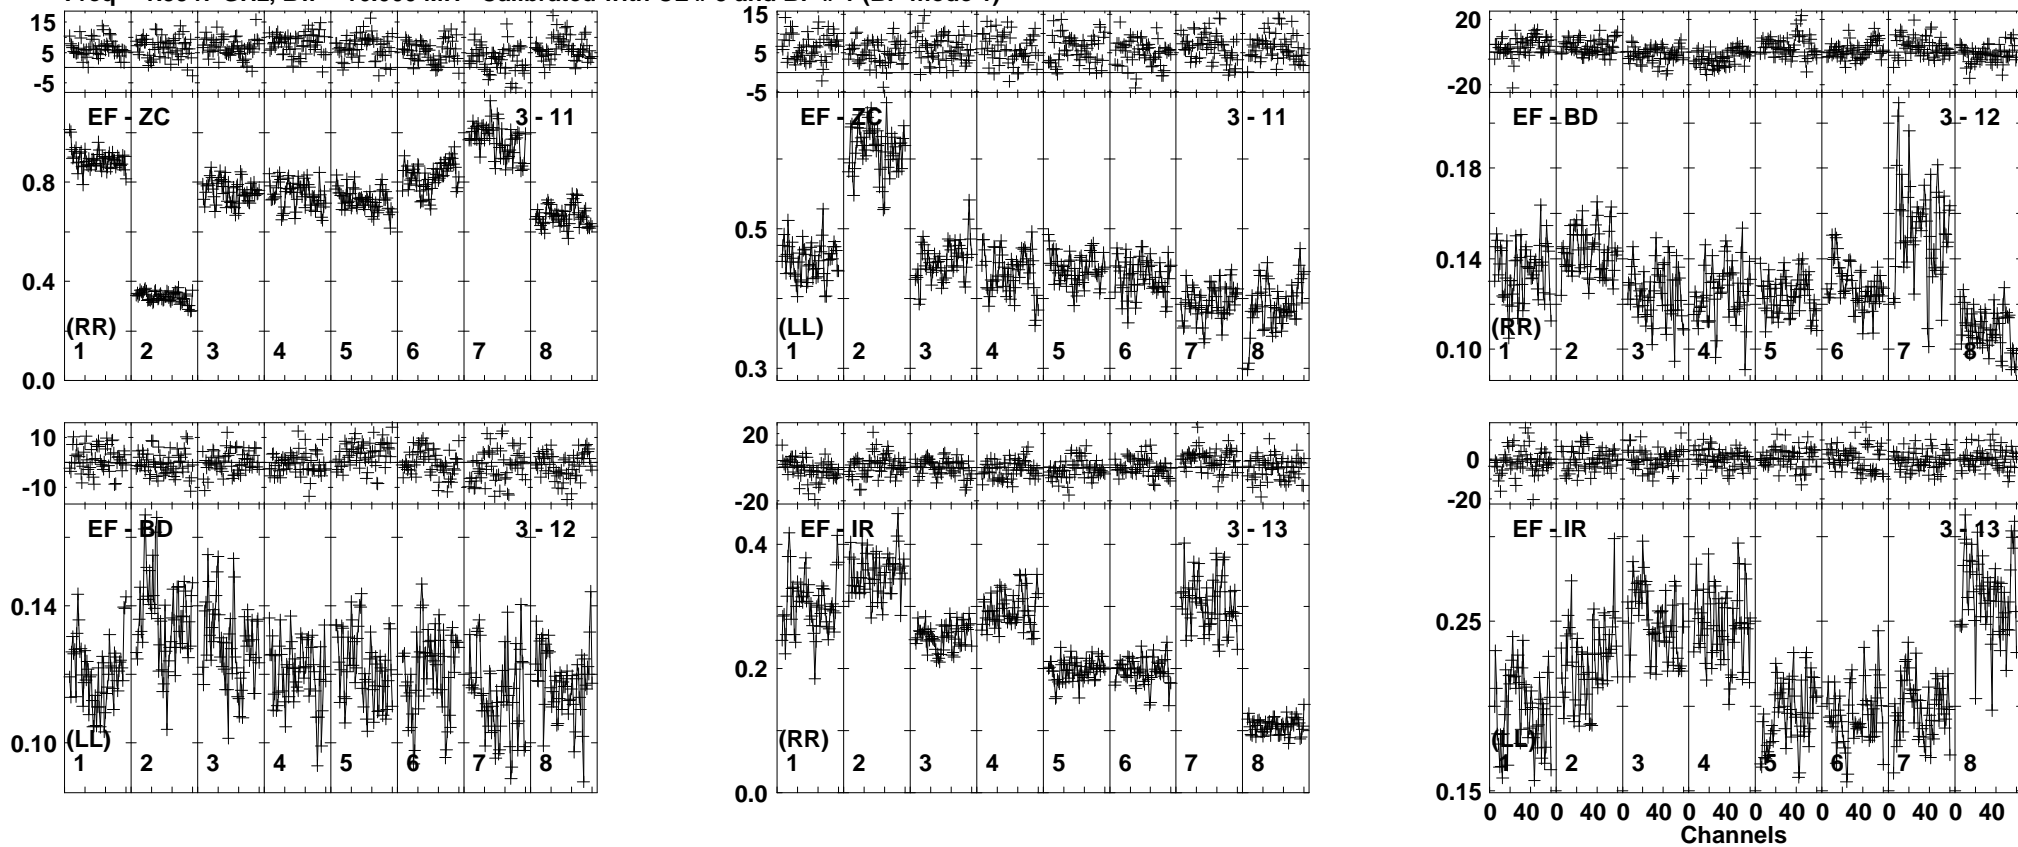 15 5 -5 EF - ZC 3 - 11 0.8 0.4 0.0 (RR) 1 2 3 4 5 6 7 8
15 5 -5 EF - ZC 3 - 11 0.5 0.3 (LL) 1 2 3 4 5 6 7 8
20 0 -20 EF - BD 3 - 12 0.18 0.14 0.10 (RR) 1 2 3 4 5 6 7 8
10 -10 EF - BD 3 - 12 0.14 0.10 (LL) 1 2 3 4 5 6 7 8
20 0 -20 EF - IR 3 - 13 0.4 0.2 0.0 (RR) 1 2 3 4 5 6 7 8
0 -20 EF - IR 3 - 13 0.25 0.15 (LL) 1 2 3 4 5 6 7 8
0 40 0 40 0 40 0 40 0 40 0 40 0 40 0 40
Channels